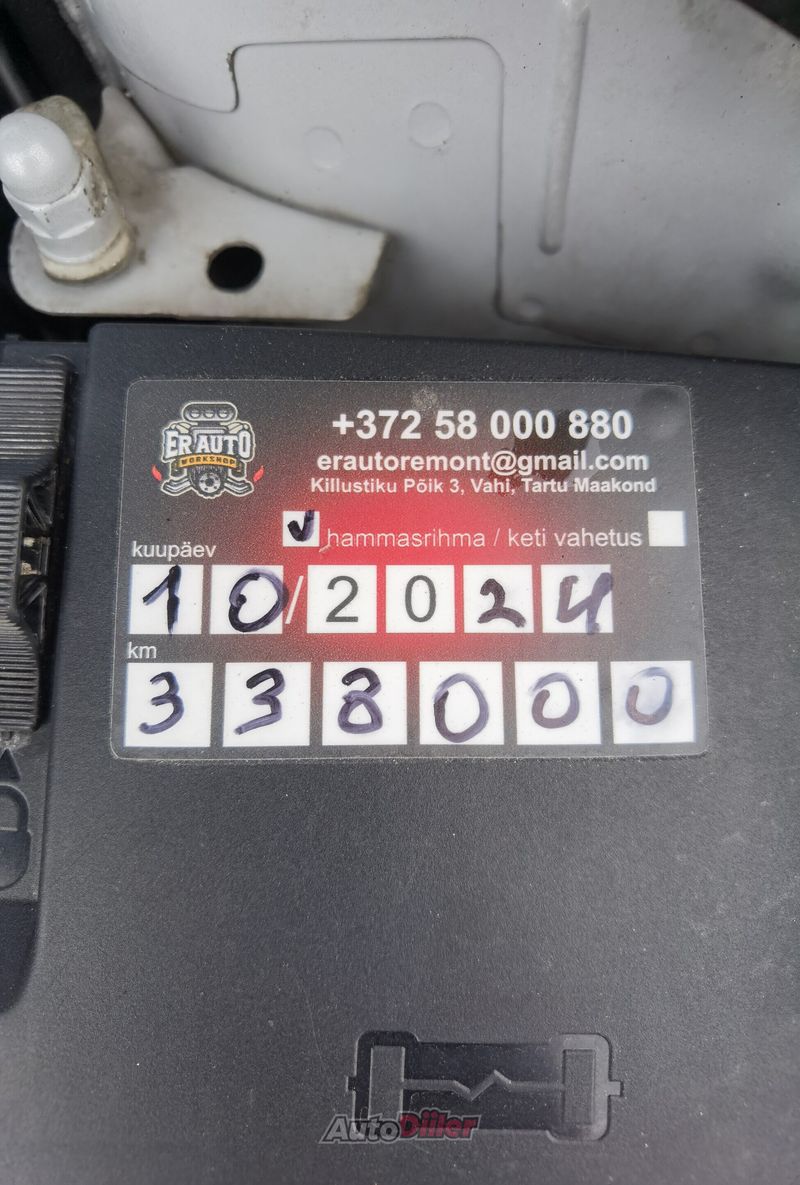 ER AUTO
WORKSHOP
+372 58 000 880
erautoremont@gmail.com
Killustiku Põik 3, Vahi, Tartu Maakond
hammasrihma / keti vahetus
kuupäev
10/2024
km
338000
AutoDiiler